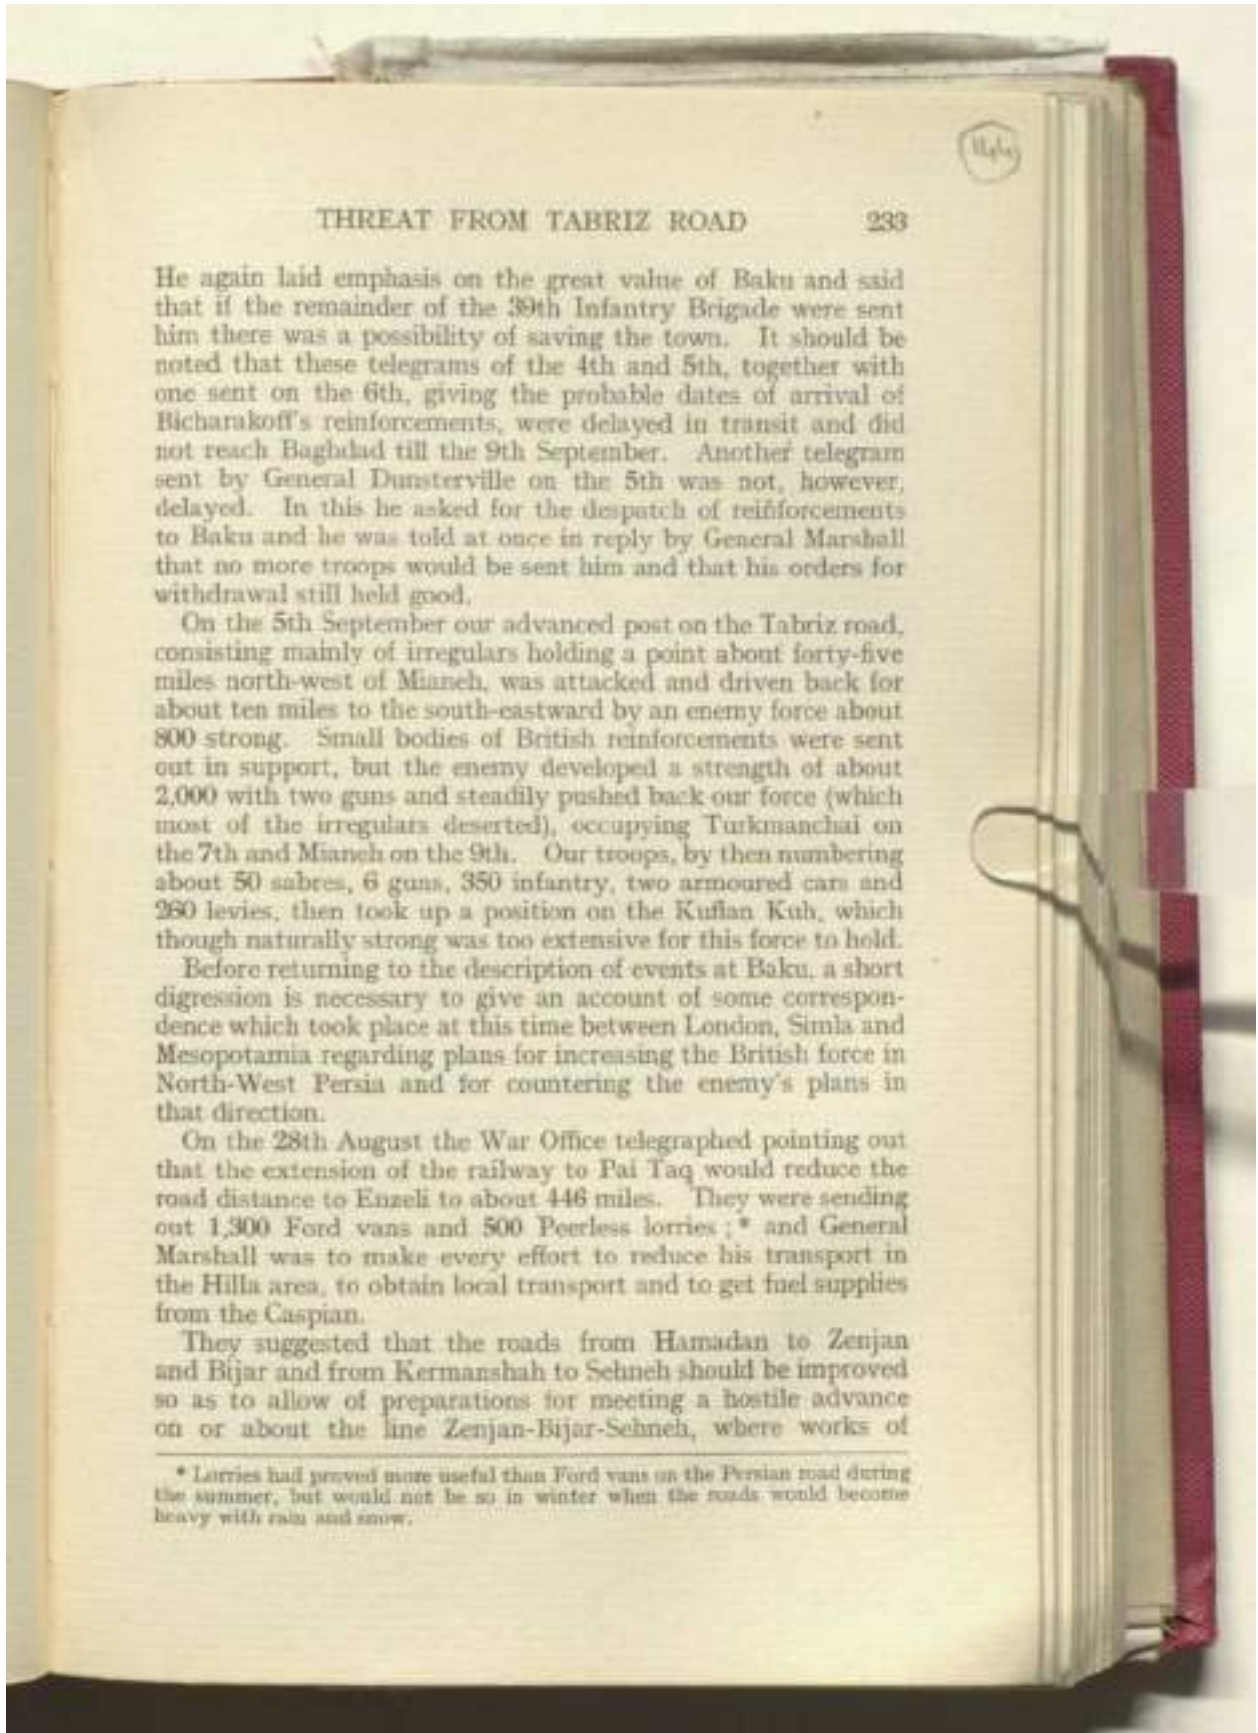 144
THREAT FROM TABRIZ ROAD 233
He again laid emphasis on the great value of Baku and said
that if the remainder of the 39th Infantry Brigade were sent
him there was a possibility of saving the town. It should be
noted that these telegrams of the 4th and 5th, together with
one sent on the 6th, giving the probable dates of arrival of
Bicharakoff's reinforcements, were delayed in transit and did
not reach Baghdad till the 9th September. Another telegram
sent by General Dunsterville on the 5th was not, however,
delayed. In this he asked for the despatch of reinforcements
to Baku and he was told at once in reply by General Marshall
that no more troops would be sent him and that his orders for
withdrawal still held good.
On the 5th September our advanced post on the Tabriz road,
consisting mainly of irregulars holding a point about forty-five
miles north-west of Mianeh, was attacked and driven back for
about ten miles to the south-eastward by an enemy force about
800 strong. Small bodies of British reinforcements were sent
out in support, but the enemy developed a strength of about
2,000 with two guns and steadily pushed back our force (which
most of the irregulars deserted), occupying Turkmanchai on
the 7th and Mianeh on the 9th. Our troops, by then numbering
about 50 sabres, 6 guns, 350 infantry, two armoured cars and
260 levies, then took up a position on the Kuflan Kuh, which
though naturally strong was too extensive for this force to hold.
Before returning to the description of events at Baku, a short
digression is necessary to give an account of some correspon-
dence which took place at this time between London, Simla and
Mesopotamia regarding plans for increasing the British force in
North-West Persia and for countering the enemy's plans in
that direction.
On the 28th August the War Office telegraphed pointing out
that the extension of the railway to Pai Taq would reduce the
road distance to Enzeli to about 446 miles. They were sending
out 1,300 Ford vans and 500 Peerless lorries ;* and General
Marshall was to make every effort to reduce his transport in
the Hilla area, to obtain local transport and to get fuel supplies
from the Caspian.
They suggested that the roads from Hamadan to Zenjan
and Bijar and from Kermanshah to Sehneh should be improved
so as to allow of preparations for meeting a hostile advance
on or about the line Zenjan-Bijar-Sehneh, where works of
* Lorries had proved more useful than Ford vans on the Persian road during
the summer, but would not be so in winter when the roads would become
heavy with rain and snow.